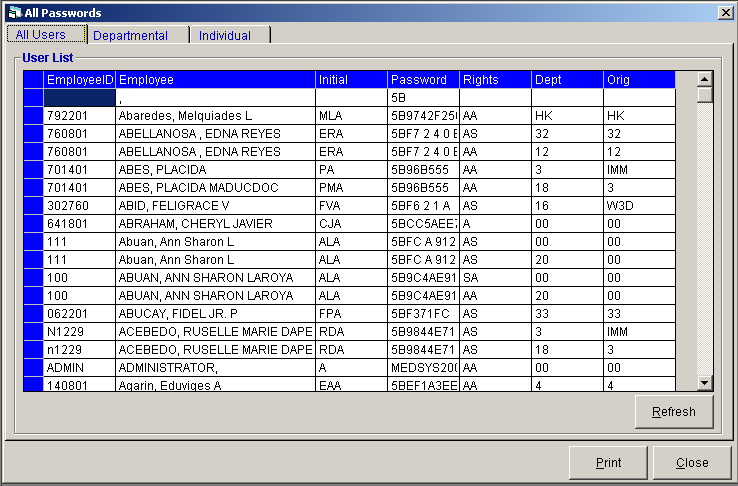 All Passwords
All Users Departmental Individual
User List
EmployeeID Employee Initial Password Rights Dept Orig
, 5B
792201 Abaredes, Melquiades L MLA 5B9742F25 AA HK HK
760801 ABELLANOSA , EDNA REYES ERA 5BF7 2 4 0 AS 32 32
760801 ABELLANOSA , EDNA REYES ERA 5BF7 2 4 0 AA 12 12
701401 ABES, PLACIDA PA 5B96B555 AA 3 IMM
701401 ABES, PLACIDA MADUCDOC PMA 5B96B555 AA 18 3
302760 ABID, FELIGRACE V FVA 5BF6 2 1 A AS 16 W3D
641801 ABRAHAM, CHERYL JAVIER CJA 5BCC5AEE A 00 00
111 Abuan, Ann Sharon L ALA 5BFC A 912 AS 00 00
111 Abuan, Ann Sharon L ALA 5BFC A 912 AS 20 00
100 ABUAN, ANN SHARON LAROYA ALA 5B9C4AE91 SA 00 00
100 ABUAN, ANN SHARON LAROYA ALA 5B9C4AE91 AA 20 00
062201 ABUCAY, FIDEL JR. P FPA 5BF371FC AS 33 33
N1229 ACEBEDO, RUSELLE MARIE DAPE RDA 5B9844E71 AS 3 IMM
n1229 ACEBEDO, RUSELLE MARIE DAPE RDA 5B9844E71 AS 18 3
ADMIN ADMINISTRATOR, A MEDSYS200 AA 00 00
140801 Agarin, Eduviges A EAA 5BEF1A3EE AA 4 4
Refresh
Print Close